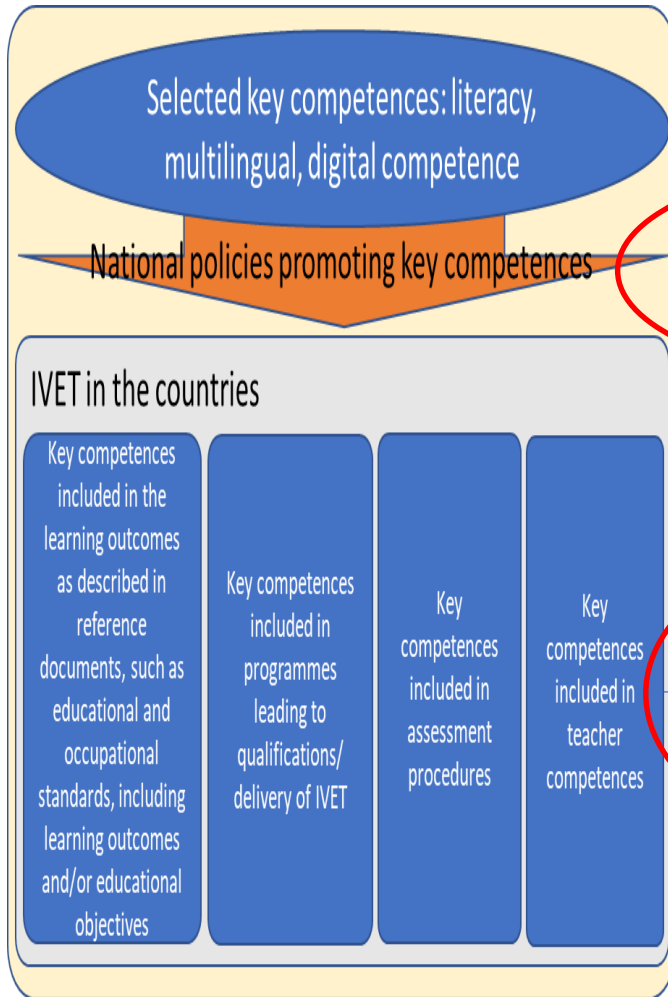 Selected key competences: literacy,
multilingual, digital competence
National policies promoting key competences
IVET in the countries
Key competences
included in the
learning outcomes
as described in
reference
documents, such as
educational and
occupational
standards, including
learning outcomes
and/or educational
objectives
Key competences
included in
programmes
leading to
qualifications/
delivery of IVET
Key
competences
included in
assessment
procedures
Key
competences
included in
teacher
competences